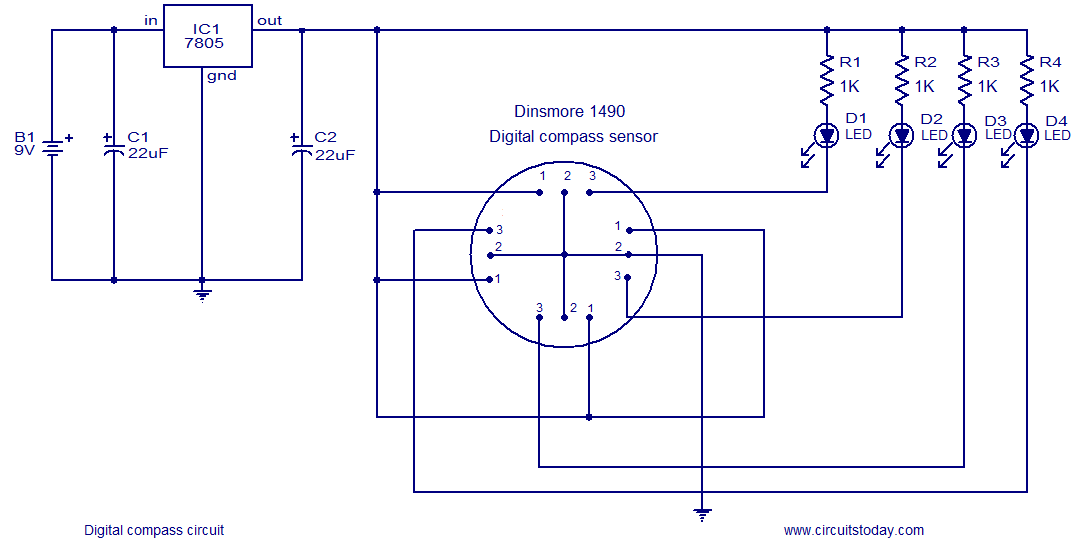 in
IC1
7805
out
gnd
B1
+
9V
+
C1
22uF
+
C2
22uF
Dinsmore 1490
Digital compass sensor
1 2 3
3
2
1
1
2
3
3 2 1
R1
1K
R2
1K
R3
1K
R4
1K
D1
LED
D2
LED
D3
LED
D4
LED
Digital compass circuit
www.circuitstoday.com